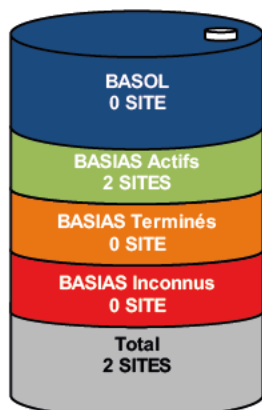 BASOL
0 SITE
BASIAS Actifs
2 SITES
BASIAS Terminés
0 SITE
BASIAS Inconnus
0 SITE
Total
2 SITES